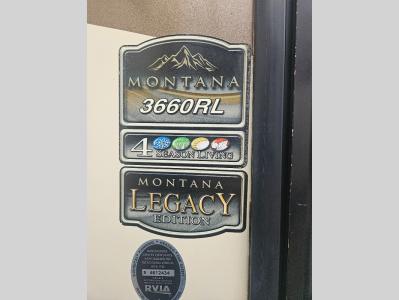 MONTANA
3660RL
4
SEASON LIVING
MONTANA
LEGACY
EDITION
RVIA